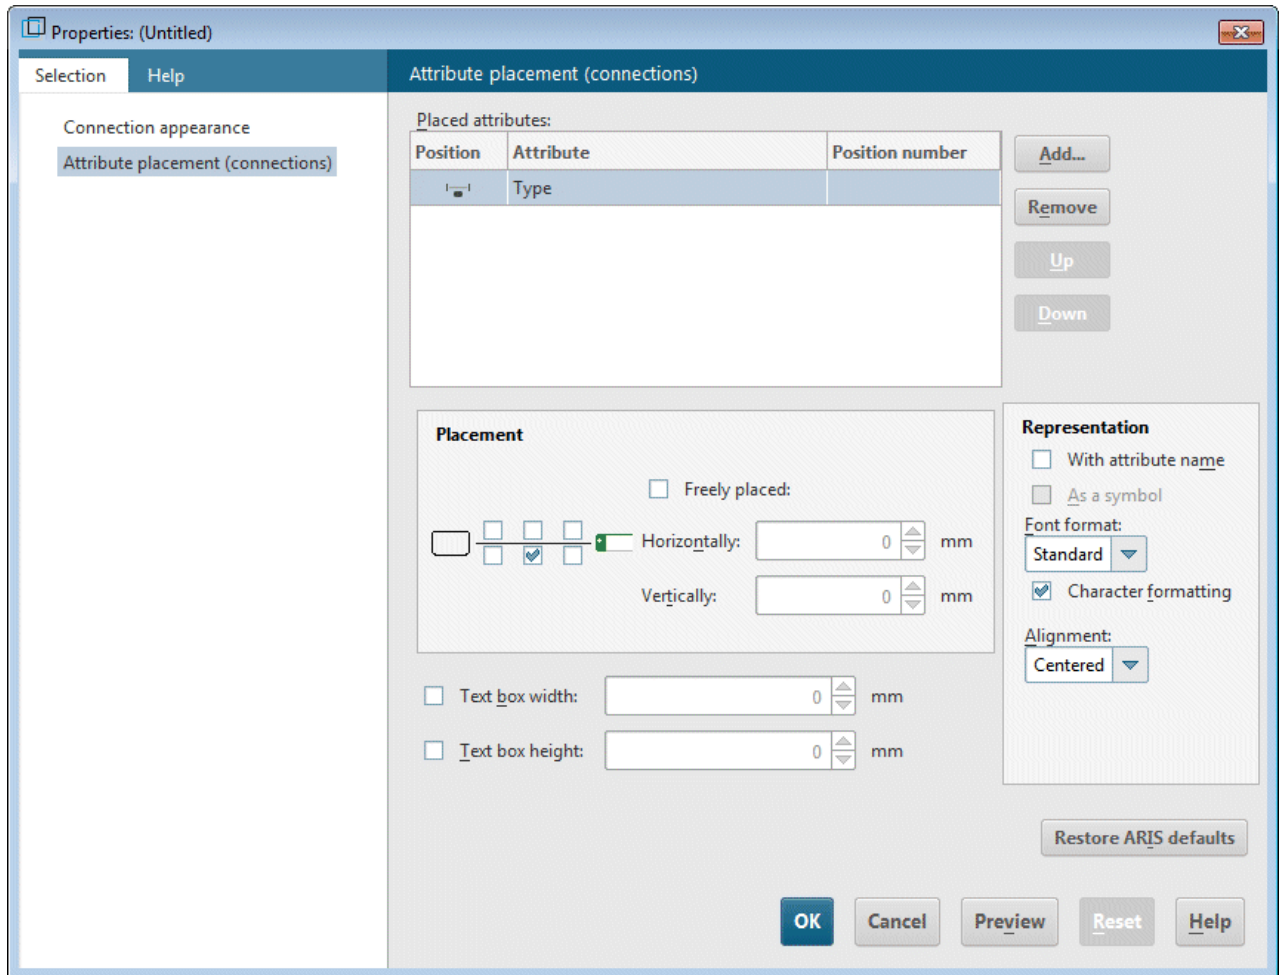 Properties: (Untitled)
Selection Help
Attribute placement (connections)
Connection appearance
Attribute placement (connections)
Placed attributes:
Position Attribute Position number
Type
Add...
Remove
Up
Down
Placement
Freely placed:
Horizontally: 0 mm
Vertically: 0 mm
Text box width: 0 mm
Text box height: 0 mm
Representation
With attribute name
As a symbol
Font format:
Standard
Character formatting
Alignment:
Centered
Restore ARIS defaults
OK Cancel Preview Reset Help